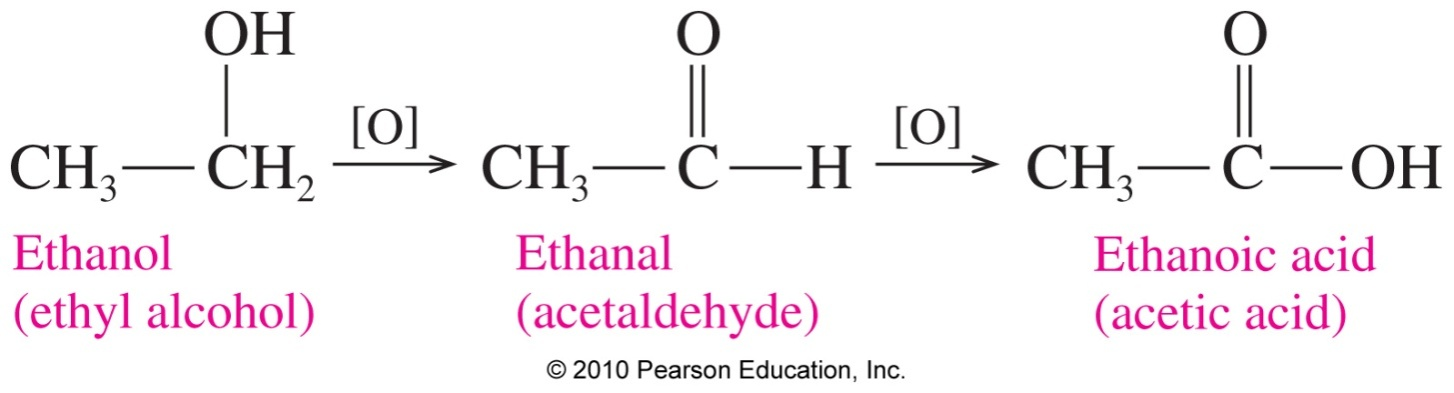 OH O O
CH₃—CH₂ [O] CH₃—C—H [O] CH₃—C—OH
Ethanol Ethanal Ethanoic acid
(ethyl alcohol) (acetaldehyde) (acetic acid)
© 2010 Pearson Education, Inc.